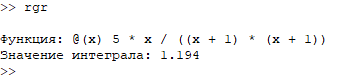 >> rgr
Функция: @(x) 5 * x / ((x + 1) * (x + 1))
Значение интеграла: 1.194
>>